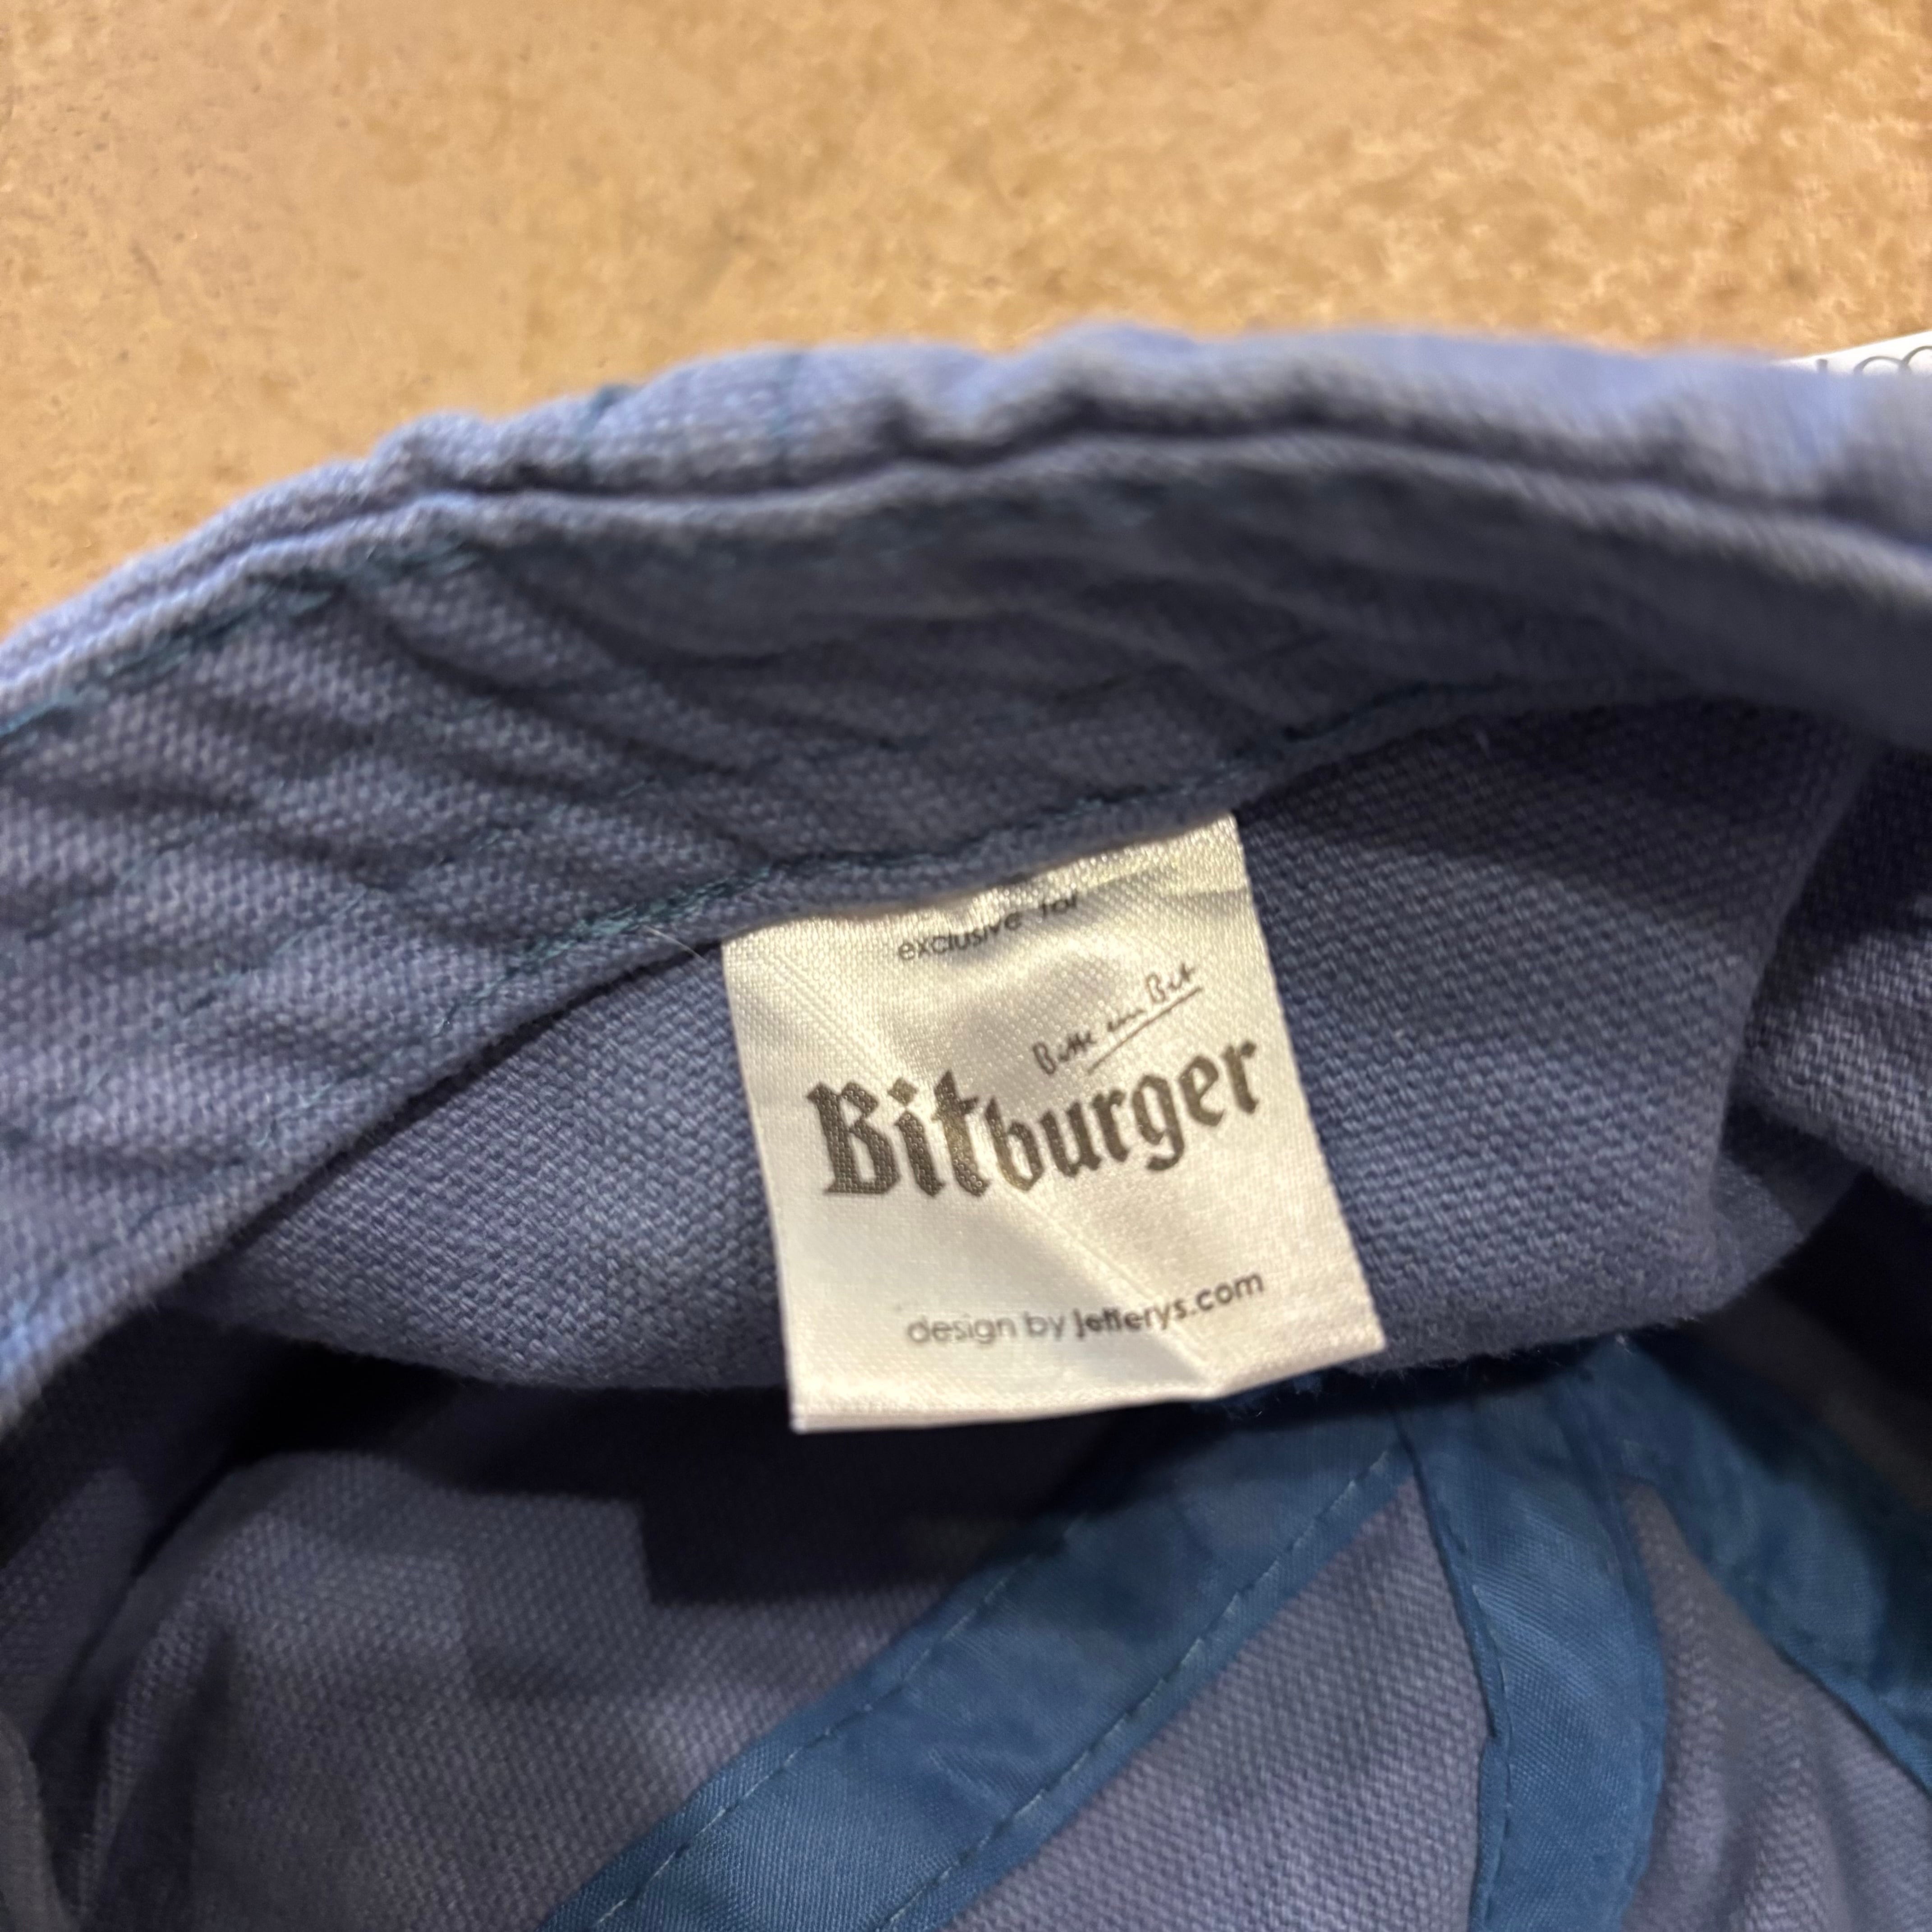 exclusive for
Bitte ein Bit
Bitburger
design by jefferys.com